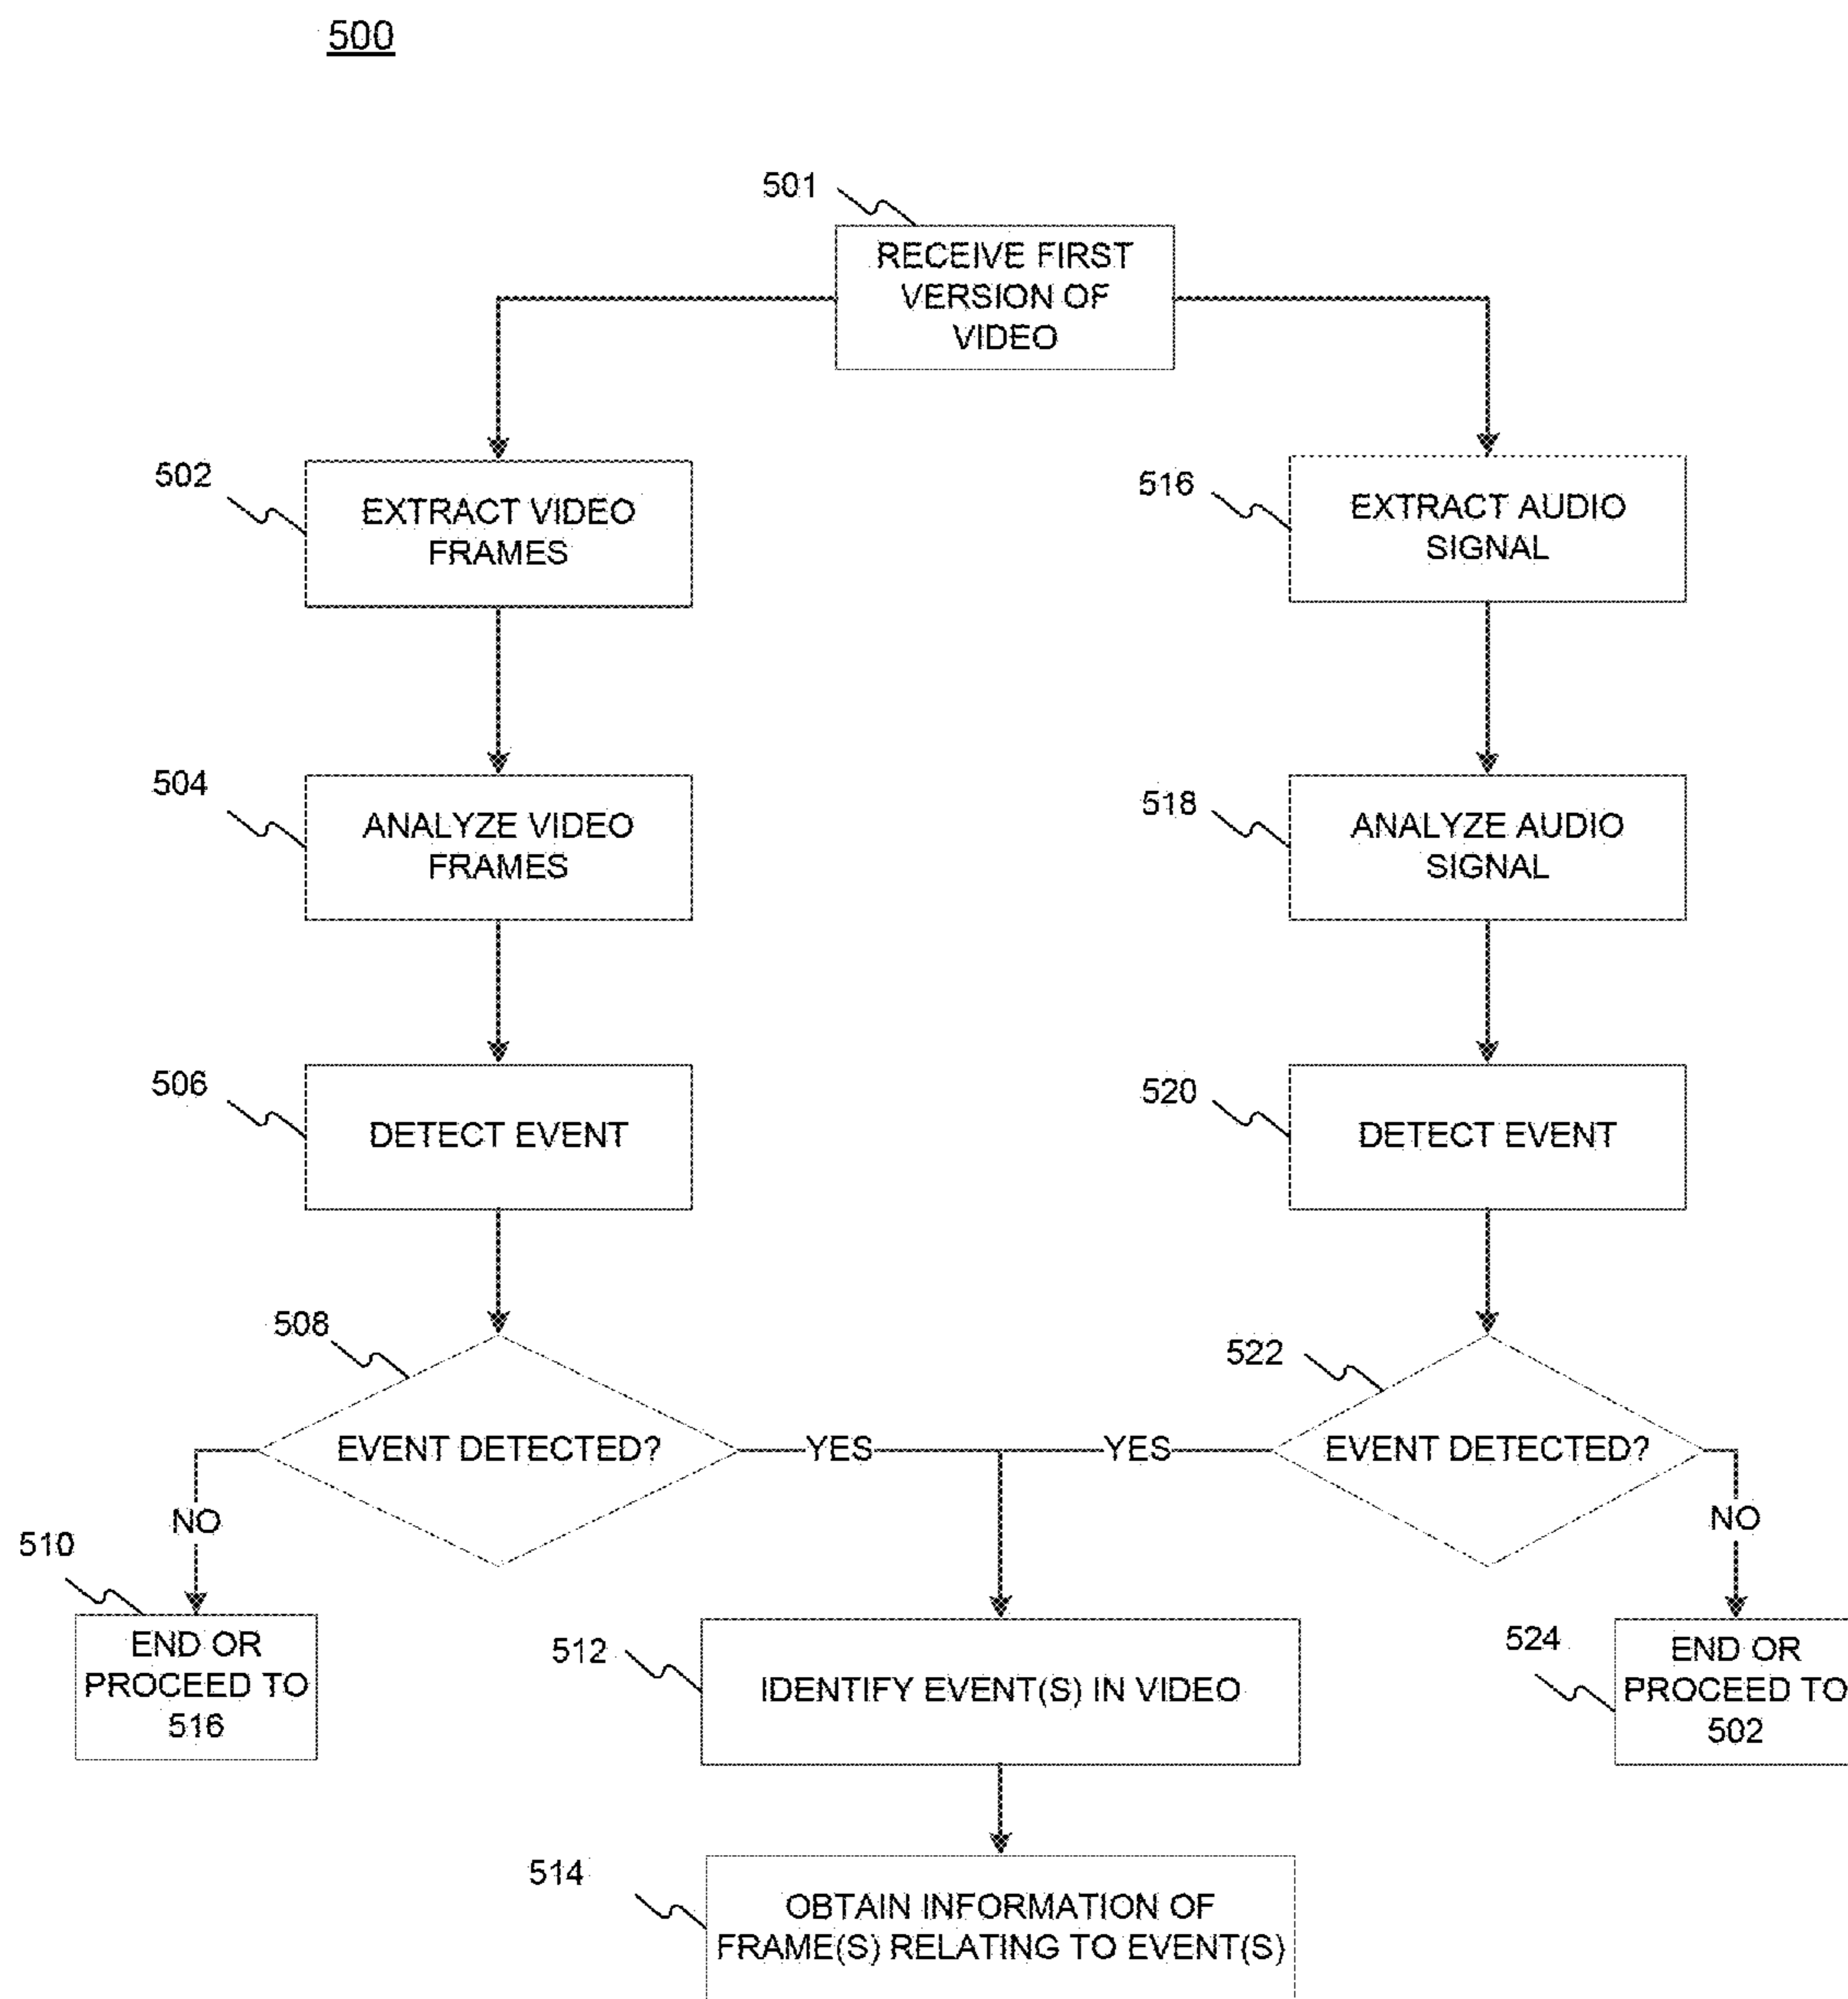 500
501
RECEIVE FIRST
VERSION OF
VIDEO
502
EXTRACT VIDEO
FRAMES
516
EXTRACT AUDIO
SIGNAL
504
ANALYZE VIDEO
FRAMES
518
ANALYZE AUDIO
SIGNAL
506
DETECT EVENT
520
DETECT EVENT
508
EVENT DETECTED?
YES
YES
522
EVENT DETECTED?
NO
NO
510
END OR
PROCEED TO
516
512
IDENTIFY EVENT(S) IN VIDEO
524
END OR
PROCEED TO
502
514
OBTAIN INFORMATION OF
FRAME(S) RELATING TO EVENT(S)